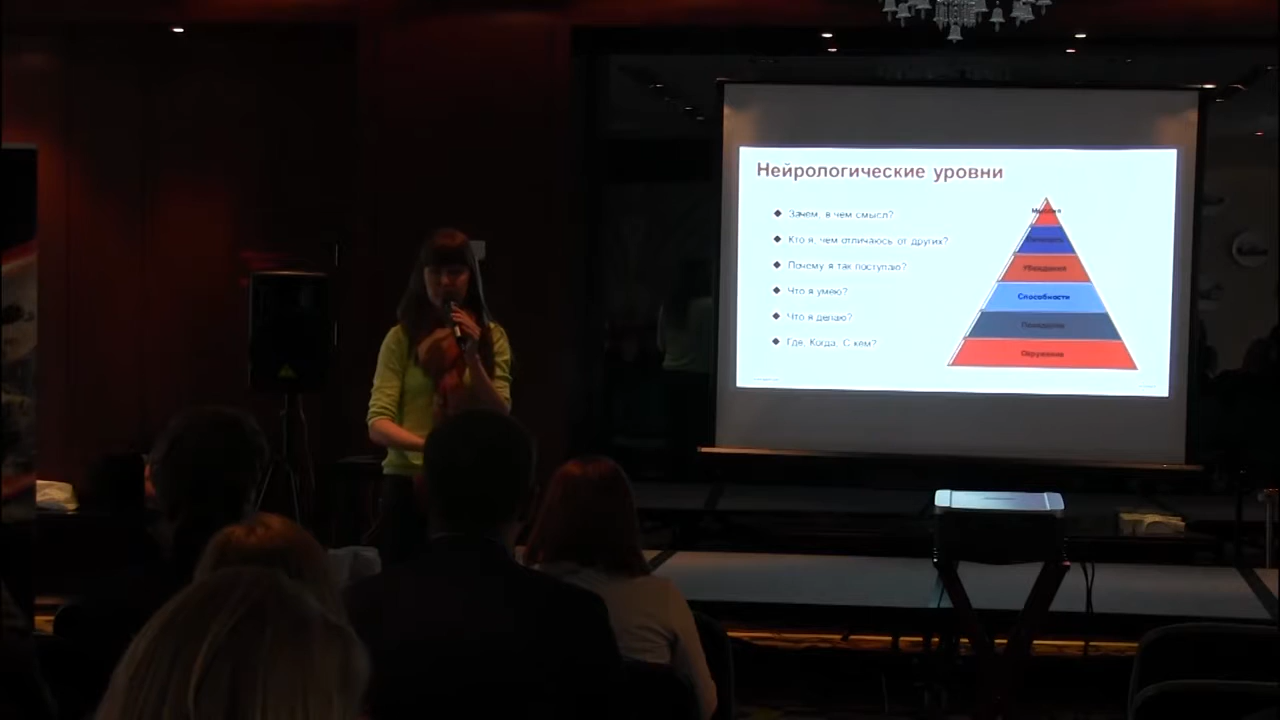 Нейрологические уровни
Зачем, в чем смысл?
Кто я, чем отличаюсь от других?
Почему я так поступаю?
Что я умею?
Что я делаю?
Где, Когда, С кем?
Миссия
Убеждения
Способности
Поведение
Окружение